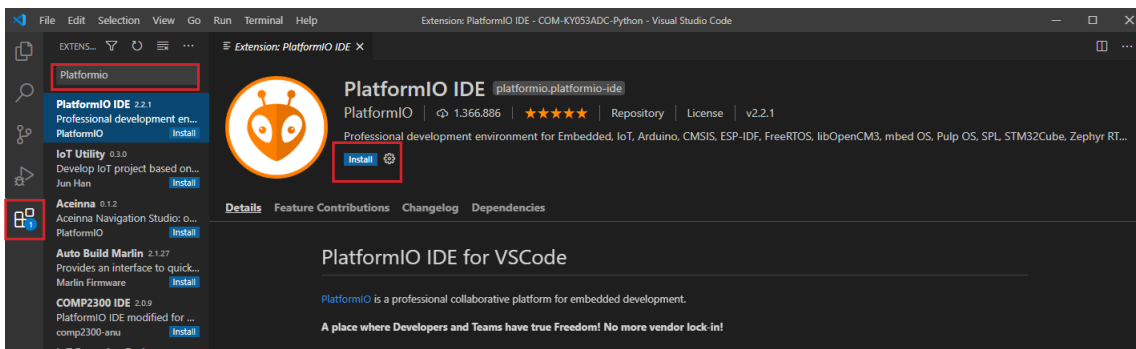 File Edit Selection View Go Run Terminal Help
Extension: PlatformIO IDE - COM-KY053ADC-Python - Visual Studio Code
EXTENS...
Extension: PlatformIO IDE
Platformio
PlatformIO IDE 2.2.1
Professional development en...
PlatformIO Install
IoT Utility 0.3.0
Develop IoT project based on...
Jun Han Install
Aceinna 0.1.2
Aceinna Navigation Studio: o...
PlatformIO Install
Auto Build Marlin 2.1.27
Provides an interface to quick...
Marlin Firmware Install
COMP2300 IDE 2.0.9
PlatformIO IDE modified for ...
comp2300-anu Install
1
PlatformIO IDE platformio.platformio-ide
PlatformIO 1.366.886 Repository License v2.2.1
Professional development environment for Embedded, IoT, Arduino, CMSIS, ESP-IDF, FreeRTOS, libOpenCM3, mbed OS, Pulp OS, SPL, STM32Cube, Zephyr RT...
Install
Details Feature Contributions Changelog Dependencies
PlatformIO IDE for VSCode
PlatformIO is a professional collaborative platform for embedded development.
A place where Developers and Teams have true Freedom! No more vendor lock-in!